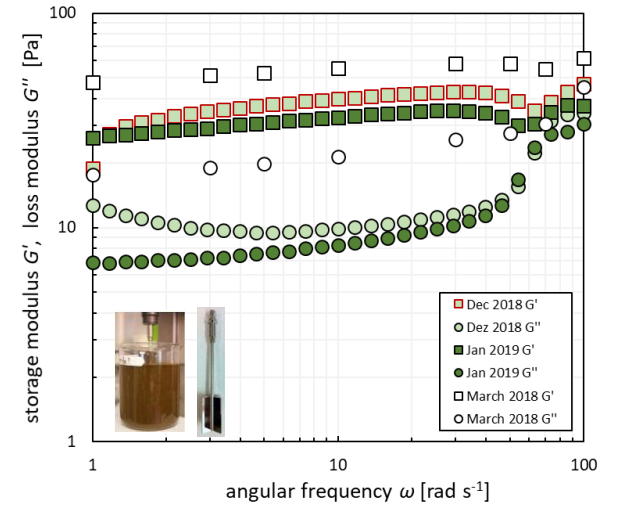 100
10
1
storage modulus G', loss modulus G'' [Pa]
Dec 2018 G'
Dez 2018 G''
Jan 2019 G'
Jan 2019 G''
March 2018 G'
March 2018 G''
1 10 100
angular frequency ω [rad s⁻¹]